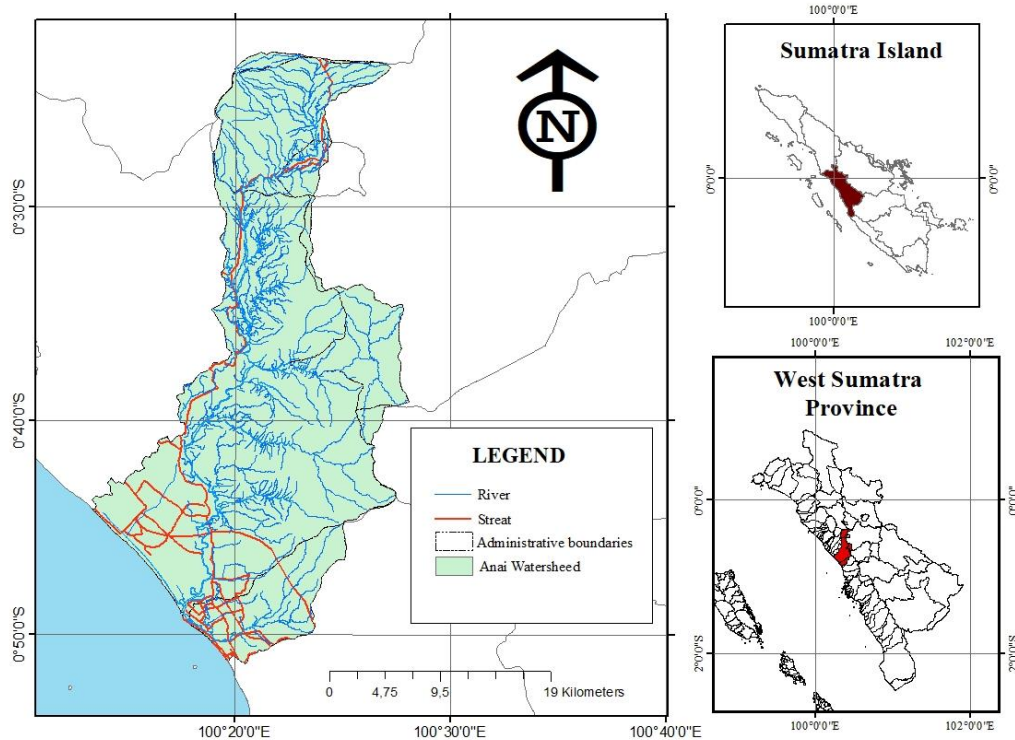 N
0°30'0"S
0°40'0"S
0°50'0"S
100°20'0"E
100°30'0"E
100°40'0"E
LEGEND
River
Streat
Administrative boundaries
Anai Watersheed
0 4,75 9,5 19 Kilometers
100°0'0"E
Sumatra Island
0°0'0"
0°0'0"
100°0'0"E
100°0'0"E
102°0'0"E
West Sumatra
Province
0°0'0"
0°0'0"
2°0'0"S
2°0'0"S
100°0'0"E
102°0'0"E